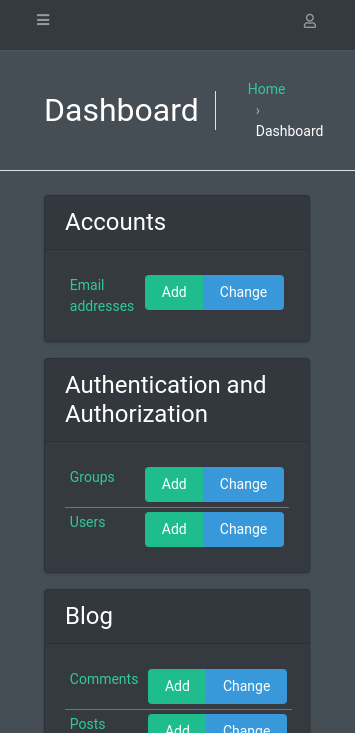 Dashboard
Home
›
Dashboard
Accounts
Email
addresses
Add Change
Authentication and
Authorization
Groups Add Change
Users Add Change
Blog
Comments Add Change
Posts Add Change